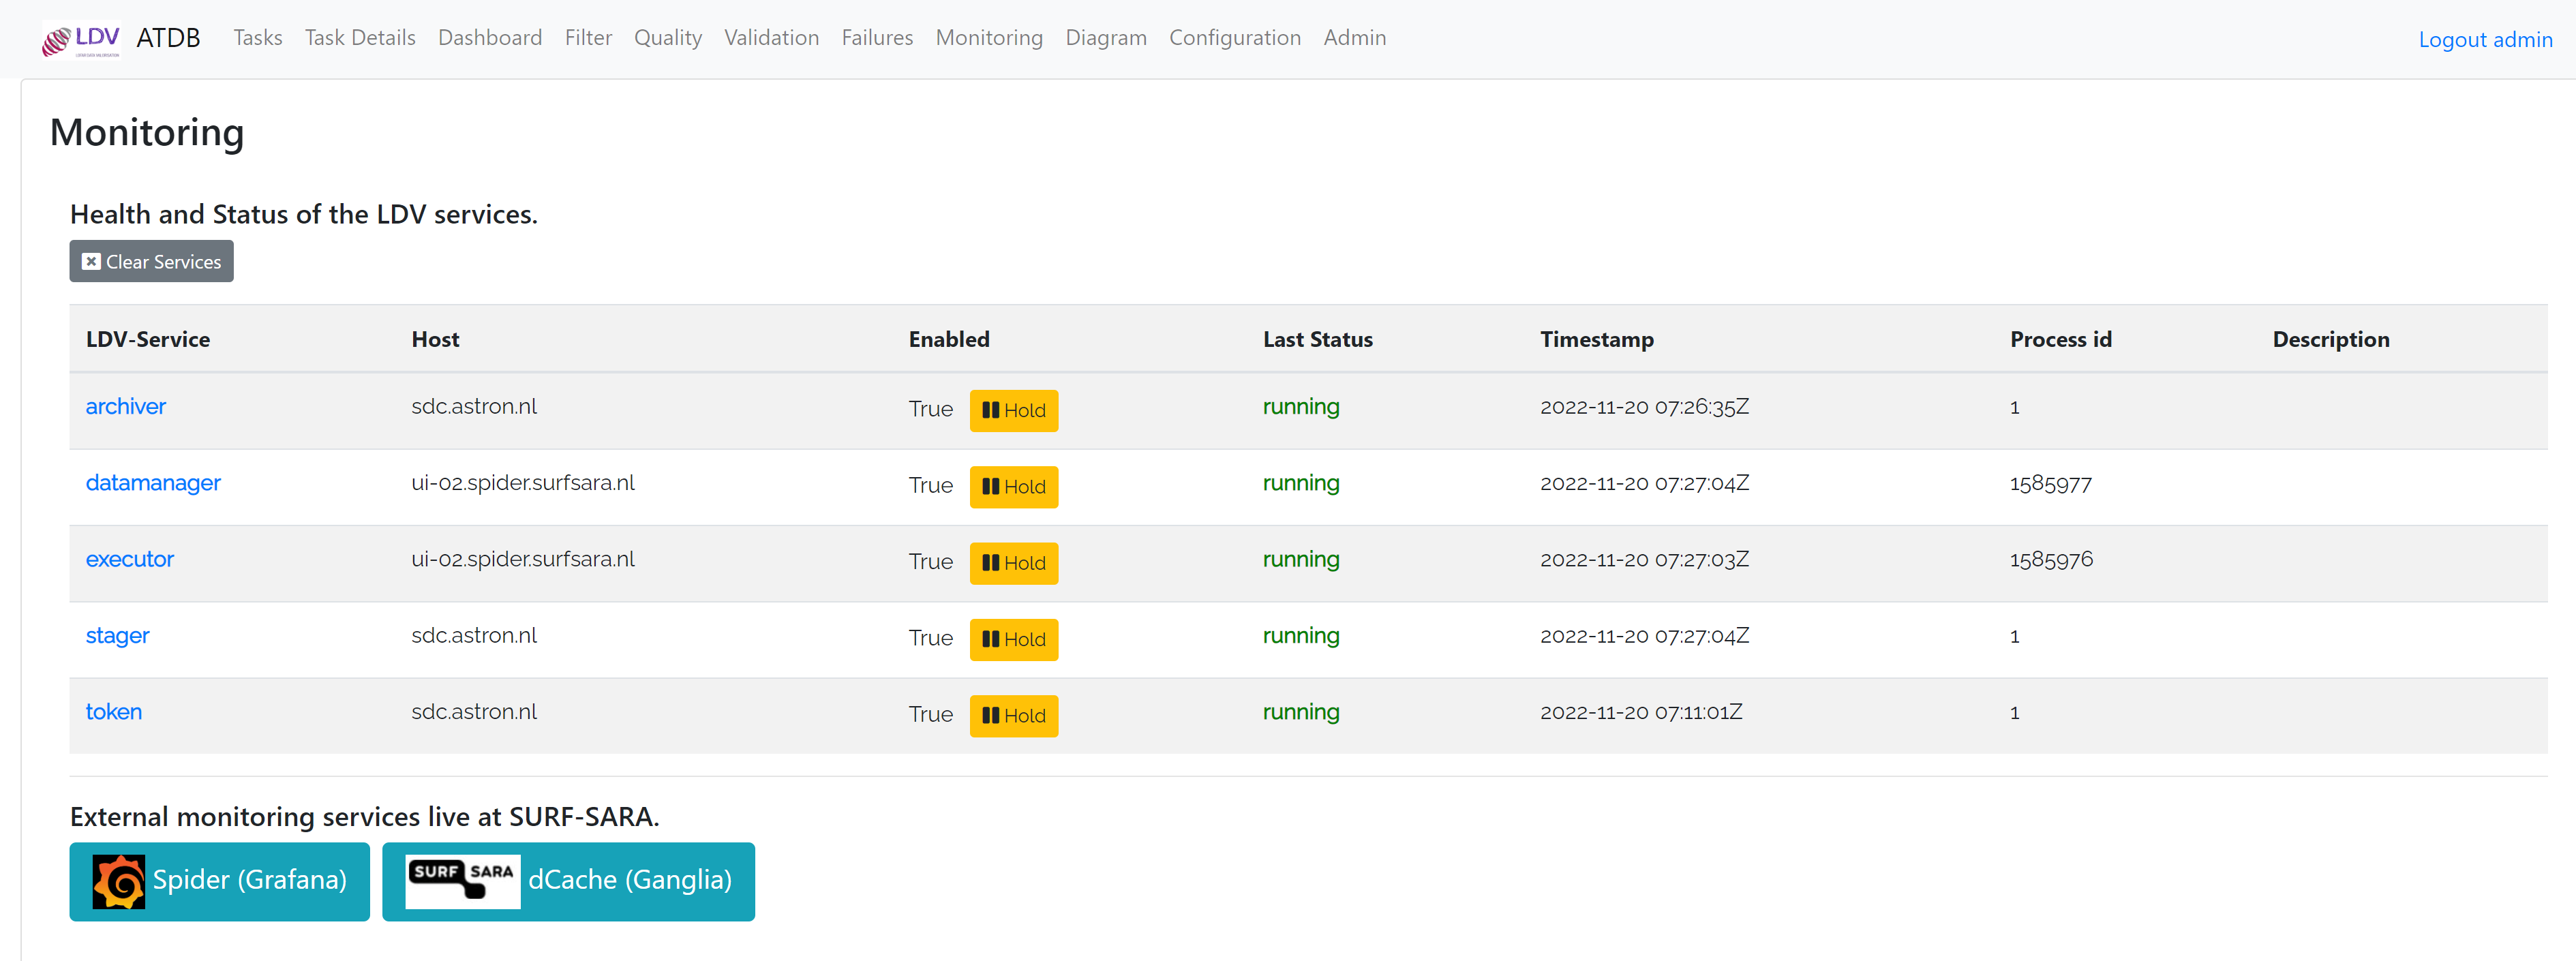 LDV ATDB Tasks Task Details Dashboard Filter Quality Validation Failures Monitoring Diagram Configuration Admin Logout admin
Monitoring
Health and Status of the LDV services.
Clear Services
LDV-Service Host Enabled Last Status Timestamp Process id Description
archiver sdc.astron.nl True Hold running 2022-11-20 07:26:35Z 1
datamanager ui-02.spider.surfsara.nl True Hold running 2022-11-20 07:27:04Z 1585977
executor ui-02.spider.surfsara.nl True Hold running 2022-11-20 07:27:03Z 1585976
stager sdc.astron.nl True Hold running 2022-11-20 07:27:04Z 1
token sdc.astron.nl True Hold running 2022-11-20 07:11:01Z 1
External monitoring services live at SURF-SARA.
Spider (Grafana) SURF SARA dCache (Ganglia)